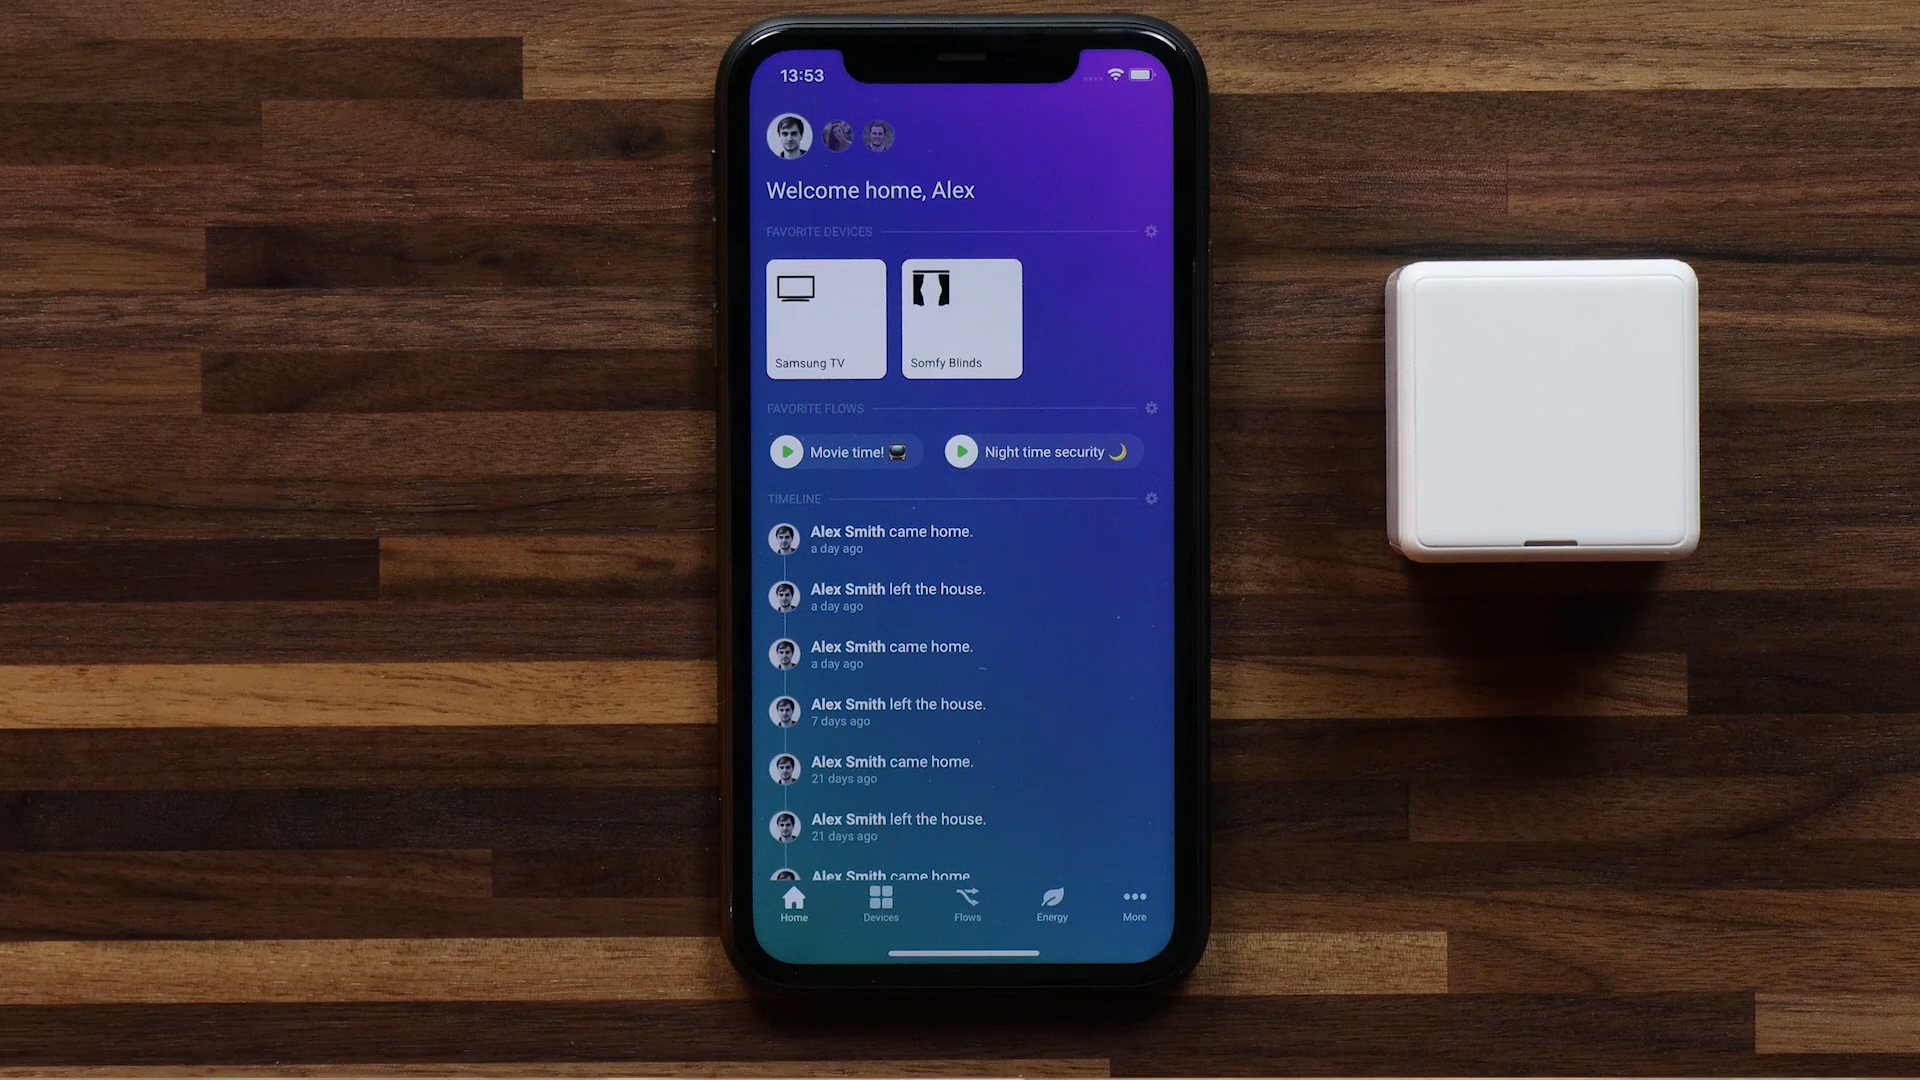 13:53
Welcome home, Alex
FAVORITE DEVICES
Samsung TV
Somfy Blinds
FAVORITE FLOWS
Movie time! 📺
Night time security 🌙
TIMELINE
Alex Smith came home.
a day ago
Alex Smith left the house.
a day ago
Alex Smith came home.
a day ago
Alex Smith left the house.
7 days ago
Alex Smith came home.
21 days ago
Alex Smith left the house.
21 days ago
Alex Smith came home
Home
Devices
Flows
Energy
More